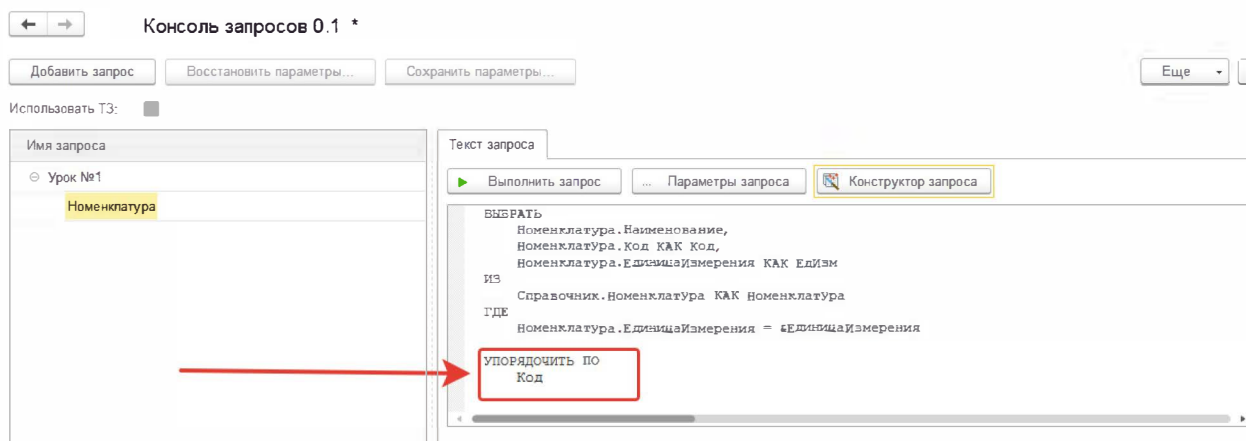 Консоль запросов 0.1 *
Добавить запрос Восстановить параметры... Сохранить параметры... Еще
Использовать ТЗ:
Имя запроса
Урок №1
Номенклатура
Текст запроса
Выполнить запрос ... Параметры запроса Конструктор запроса
ВЫБРАТЬ
Номенклатура.Наименование,
Номенклатура.Код КАК Код,
Номенклатура.ЕдиницаИзмерения КАК ЕдИзм
ИЗ
Справочник.Номенклатура КАК Номенклатура
ГДЕ
Номенклатура.ЕдиницаИзмерения = &ЕдиницаИзмерения
УПОРЯДОЧИТЬ ПО
Код